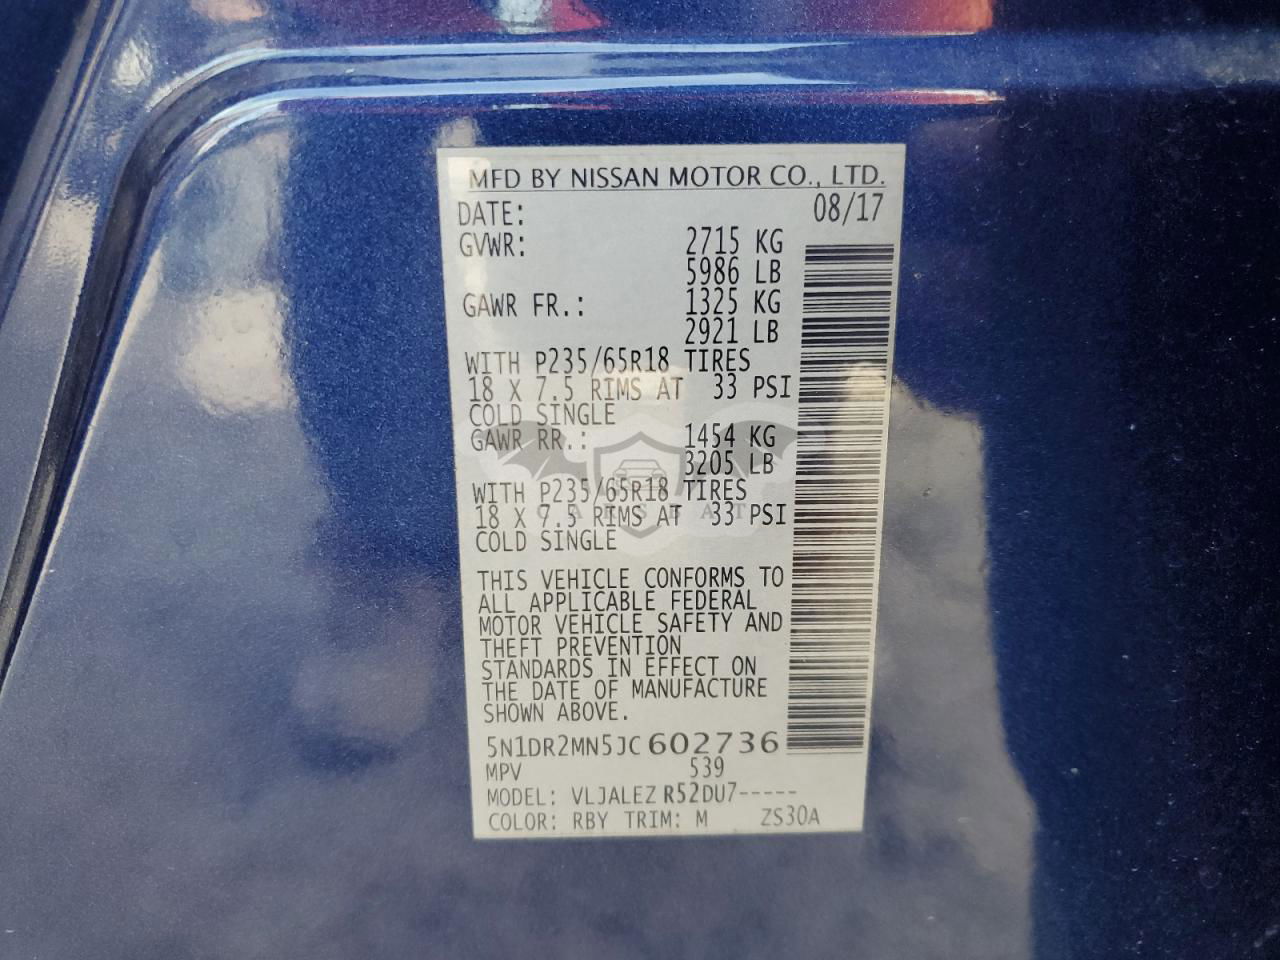 MFD BY NISSAN MOTOR CO., LTD.
DATE: 08/17
GVWR: 2715 KG
5986 LB
GAWR FR.: 1325 KG
2921 LB
WITH P235/65R18 TIRES
18 X 7.5 RIMS AT 33 PSI
COLD SINGLE
GAWR RR.: 1454 KG
3205 LB
WITH P235/65R18 TIRES
18 X 7.5 RIMS AT 33 PSI
COLD SINGLE
THIS VEHICLE CONFORMS TO
ALL APPLICABLE FEDERAL
MOTOR VEHICLE SAFETY AND
THEFT PREVENTION
STANDARDS IN EFFECT ON
THE DATE OF MANUFACTURE
SHOWN ABOVE.
5N1DR2MN5JC602736
MPV 539
MODEL: VLJALEZ R52DU7-----
COLOR: RBY TRIM: M ZS30A